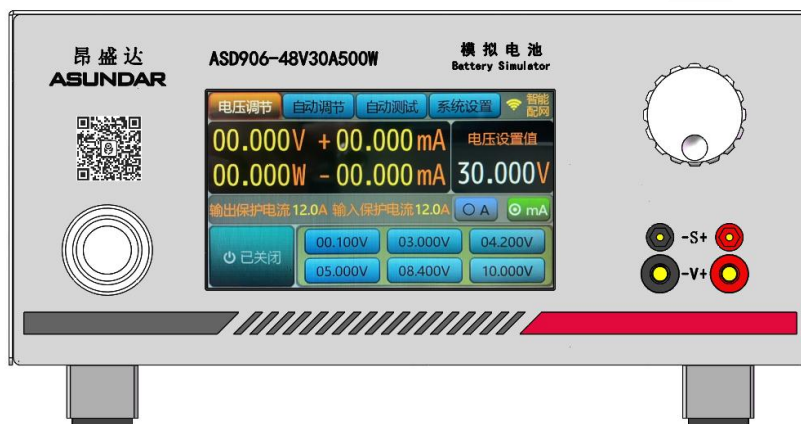 昂盛达
ASUNDAR
ASD906-48V30A500W
模拟电池
Battery Simulator
电压调节 自动调节 自动测试 系统设置 智能配网
00.000V + 00.000mA
00.000W - 00.000mA
电压设置值
30.000V
输出保护电流12.0A 输入保护电流12.0A A mA
已关闭
00.100V 03.000V 04.200V
05.000V 08.400V 10.000V
-S+
-V+